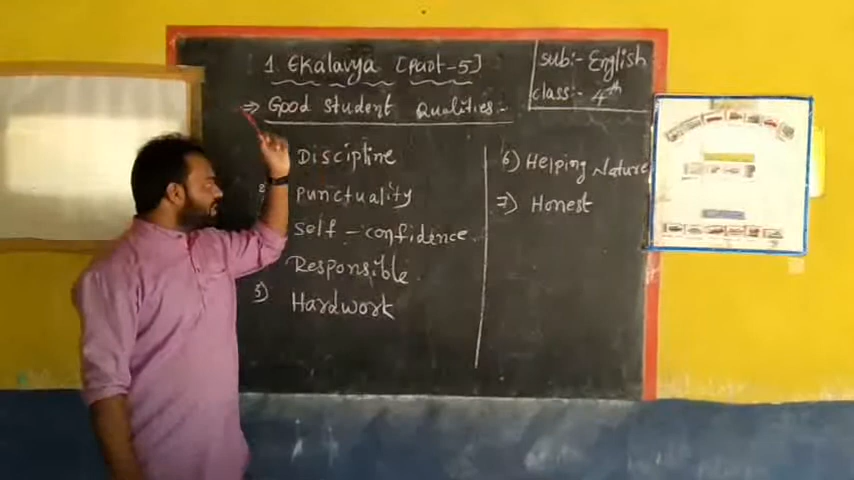 1. Ekalavya [Part-5]
sub:- English
class:- 4th
⇒ Good student qualities:-
Discipline
Punctuality
Self-confidence
Responsible
5) Hardwork
6) Helping Nature
7) Honest